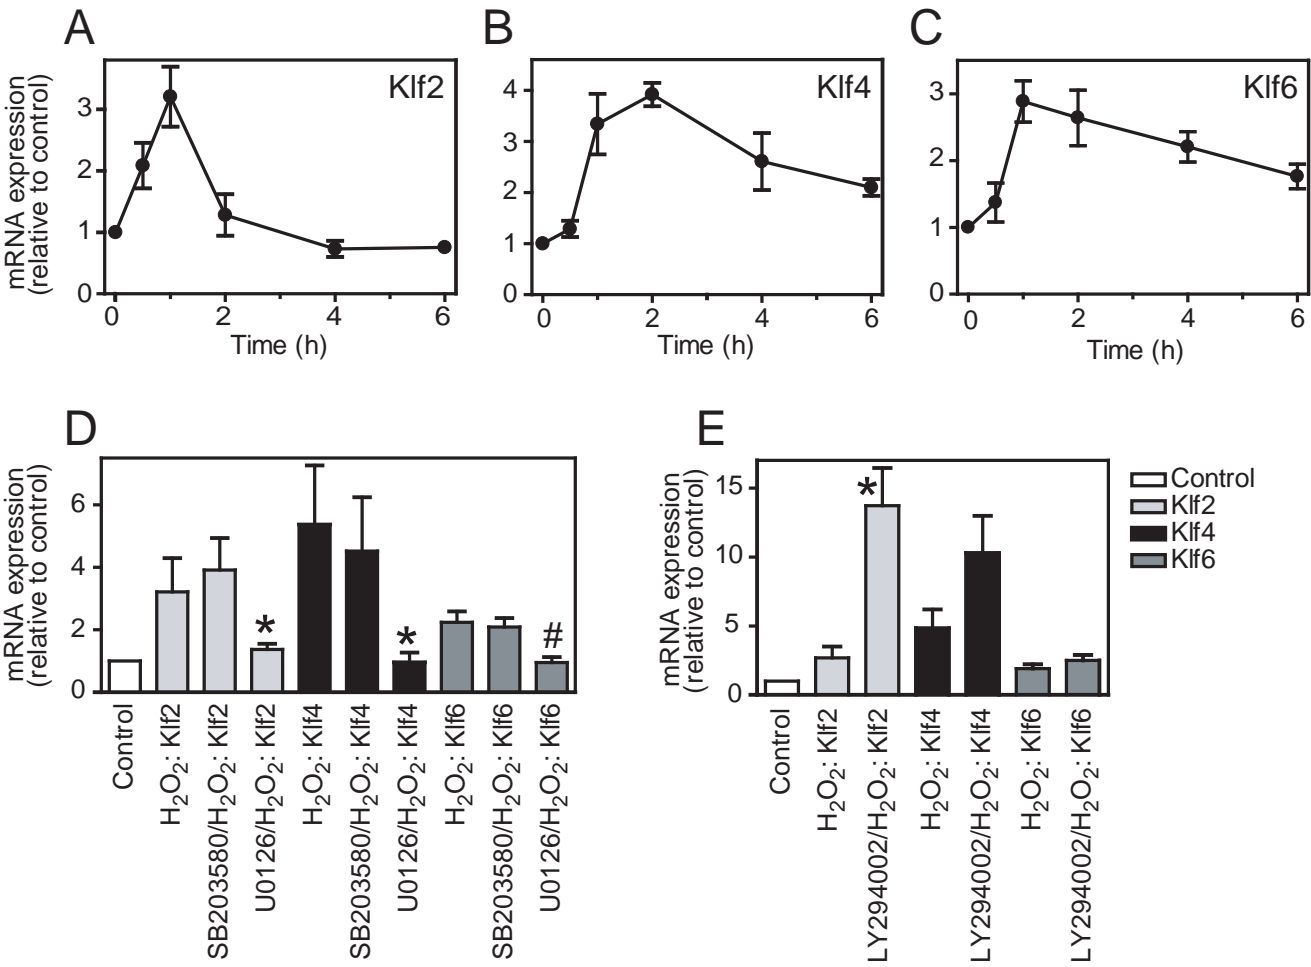 A
B
C
mRNA expression
(relative to control)
Klf2
Klf4
Klf6
3
2
1
0
4
3
2
1
0
3
2
1
0
0 2 4 6
0 2 4 6
0 2 4 6
Time (h)
Time (h)
Time (h)
D
E
mRNA expression
(relative to control)
6
4
2
0
*
*
#
Control
H₂O₂: Klf2
SB203580/H₂O₂: Klf2
U0126/H₂O₂: Klf2
H₂O₂: Klf4
SB203580/H₂O₂: Klf4
U0126/H₂O₂: Klf4
H₂O₂: Klf6
SB203580/H₂O₂: Klf6
U0126/H₂O₂: Klf6
mRNA expression
(relative to control)
15
10
5
0
*
Control
H₂O₂: Klf2
LY294002/H₂O₂: Klf2
H₂O₂: Klf4
LY294002/H₂O₂: Klf4
H₂O₂: Klf6
LY294002/H₂O₂: Klf6
Control
Klf2
Klf4
Klf6